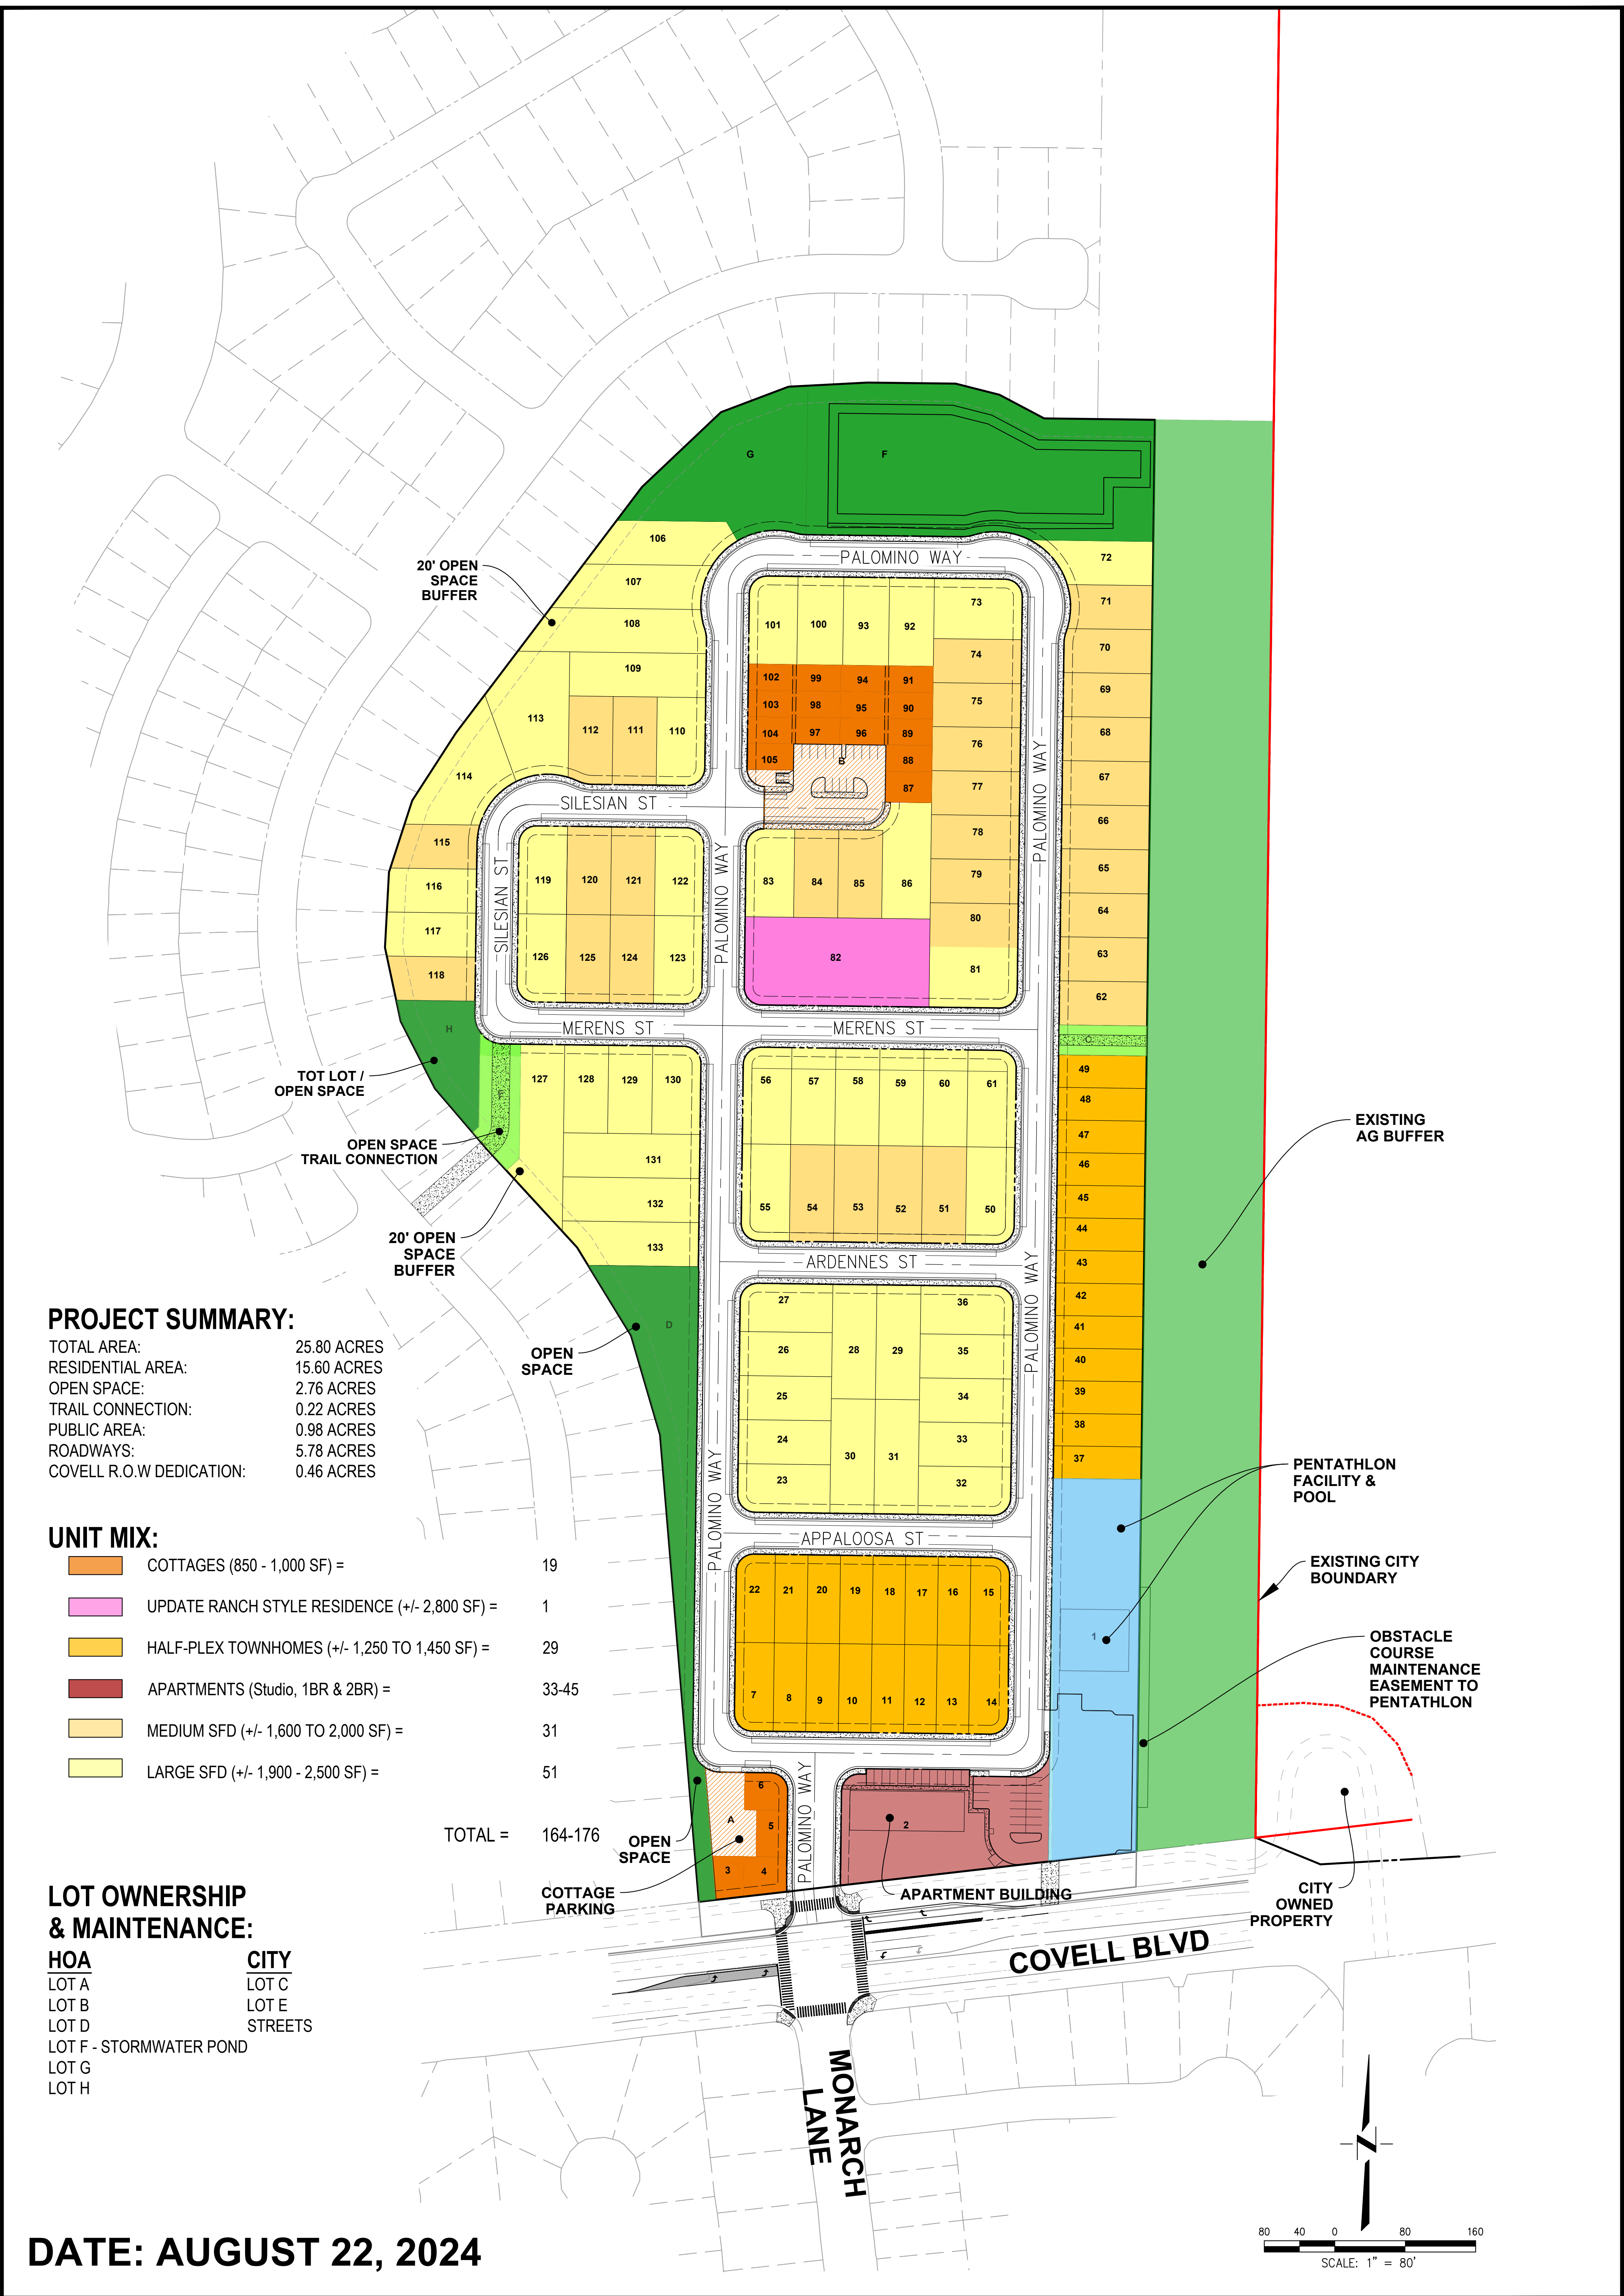 G
F
106
PALOMINO WAY
72
20' OPEN
SPACE
BUFFER
107
71
73
101
100
93
92
108
70
74
109
102
99
94
91
69
103
98
95
90
75
113
112
111
110
104
97
96
89
68
76
105
B
88
67
114
87
77
SILESIAN ST
PALOMINO WAY
66
78
115
65
119
120
121
122
83
84
85
86
79
116
SILESIAN ST
PALOMINO WAY
64
80
117
63
126
125
124
123
82
81
118
62
H
MERENS ST
MERENS ST
C
TOT LOT /
OPEN SPACE
127
128
129
130
56
57
58
59
60
61
49
48
E
OPEN SPACE
TRAIL CONNECTION
47
EXISTING
AG BUFFER
131
46
132
55
54
53
52
51
50
45
44
20' OPEN
SPACE
BUFFER
133
ARDENNES ST
43
42
27
36
PALOMINO WAY
PROJECT SUMMARY:
TOTAL AREA: 25.80 ACRES
RESIDENTIAL AREA: 15.60 ACRES
OPEN SPACE: 2.76 ACRES
TRAIL CONNECTION: 0.22 ACRES
PUBLIC AREA: 0.98 ACRES
ROADWAYS: 5.78 ACRES
COVELL R.O.W DEDICATION: 0.46 ACRES
D
OPEN
SPACE
41
26
28
29
35
40
25
34
39
24
33
38
30
31
23
32
37
PALOMINO WAY
PENTATHLON
FACILITY &
POOL
APPALOOSA ST
UNIT MIX:
COTTAGES (850 - 1,000 SF) = 19
UPDATE RANCH STYLE RESIDENCE (+/- 2,800 SF) = 1
HALF-PLEX TOWNHOMES (+/- 1,250 TO 1,450 SF) = 29
APARTMENTS (Studio, 1BR & 2BR) = 33-45
MEDIUM SFD (+/- 1,600 TO 2,000 SF) = 31
LARGE SFD (+/- 1,900 - 2,500 SF) = 51
TOTAL = 164-176
EXISTING CITY
BOUNDARY
22
21
20
19
18
17
16
15
1
OBSTACLE
COURSE
MAINTENANCE
EASEMENT TO
PENTATHLON
7
8
9
10
11
12
13
14
6
A
5
3
4
PALOMINO WAY
2
OPEN
SPACE
COTTAGE
PARKING
APARTMENT BUILDING
CITY
OWNED
PROPERTY
LOT OWNERSHIP
& MAINTENANCE:
HOA CITY
LOT A LOT C
LOT B LOT E
LOT D STREETS
LOT F - STORMWATER POND
LOT G
LOT H
COVELL BLVD
MONARCH
LANE
N
DATE: AUGUST 22, 2024
80 40 0 80 160
SCALE: 1" = 80'